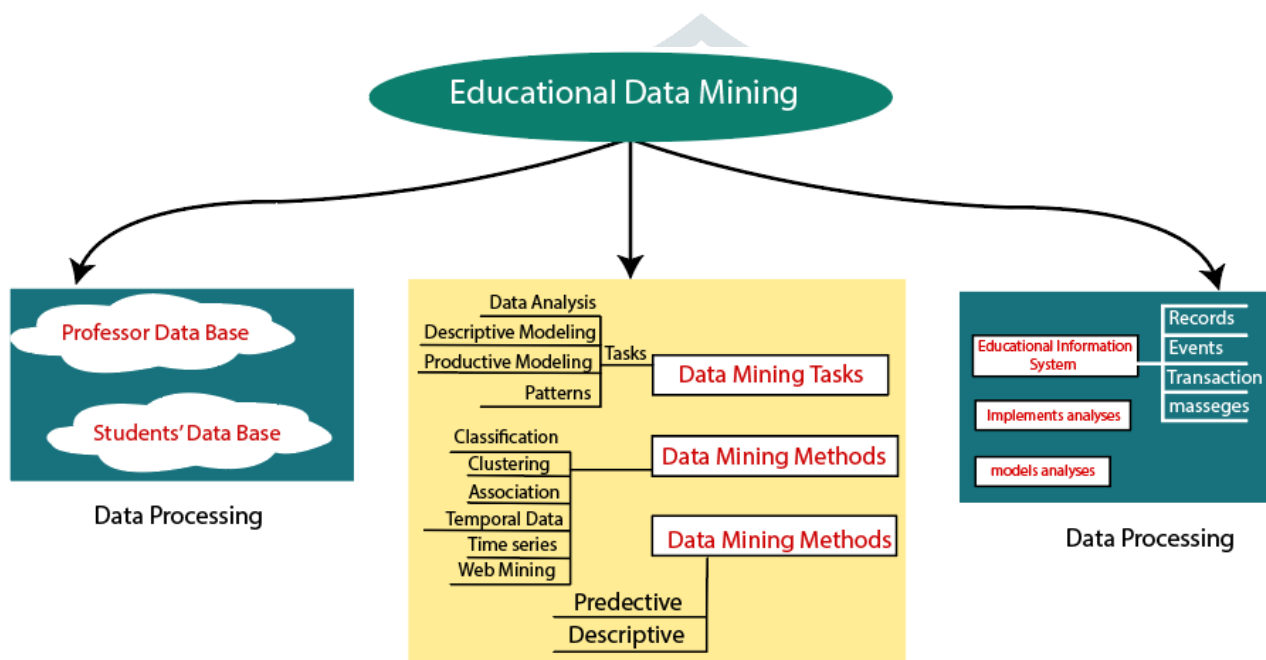 Educational Data Mining
Professor Data Base
Students’ Data Base
Data Processing
Data Analysis
Descriptive Modeling
Productive Modeling
Patterns
Tasks
Data Mining Tasks
Classification
Clustering
Association
Temporal Data
Time series
Web Mining
Data Mining Methods
Data Mining Methods
Predective
Descriptive
Educational Information
System
Records
Events
Transaction
masseges
Implements analyses
models analyses
Data Processing